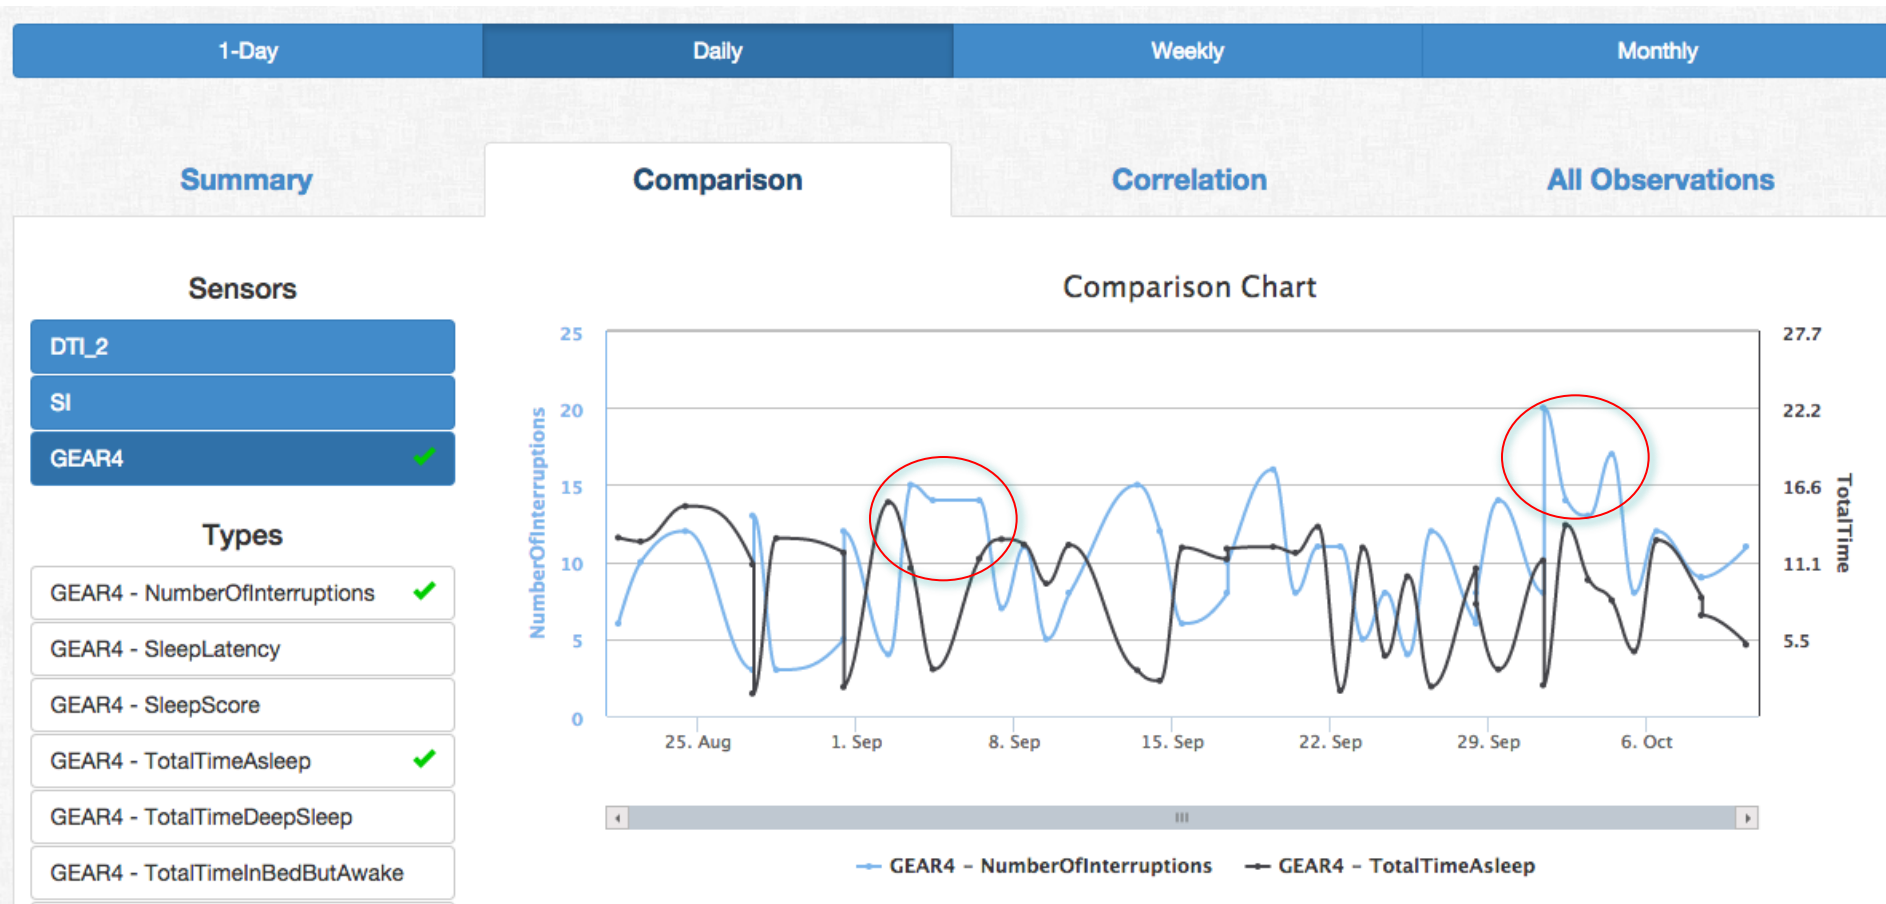 1-Day Daily Weekly Monthly
Summary Comparison Correlation All Observations
Sensors
DTI_2
SI
GEAR4
Types
GEAR4 - NumberOfInterruptions
GEAR4 - SleepLatency
GEAR4 - SleepScore
GEAR4 - TotalTimeAsleep
GEAR4 - TotalTimeDeepSleep
GEAR4 - TotalTimeInBedButAwake
Comparison Chart
NumberOfInterruptions
25
20
15
10
5
0
27.7
22.2
16.6
11.1
5.5
TotalTime
25. Aug 1. Sep 8. Sep 15. Sep 22. Sep 29. Sep 6. Oct
GEAR4 - NumberOfInterruptions GEAR4 - TotalTimeAsleep